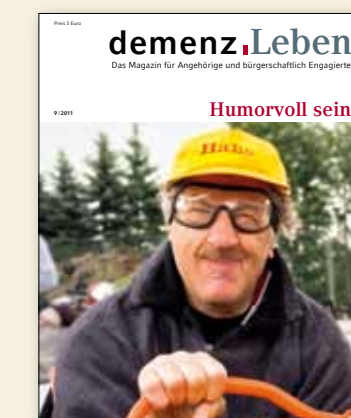 Preis 3 Euro
demenz.Leben
Das Magazin für Angehörige und bürgerschaftlich Engagierte
9|2011
Humorvoll sein